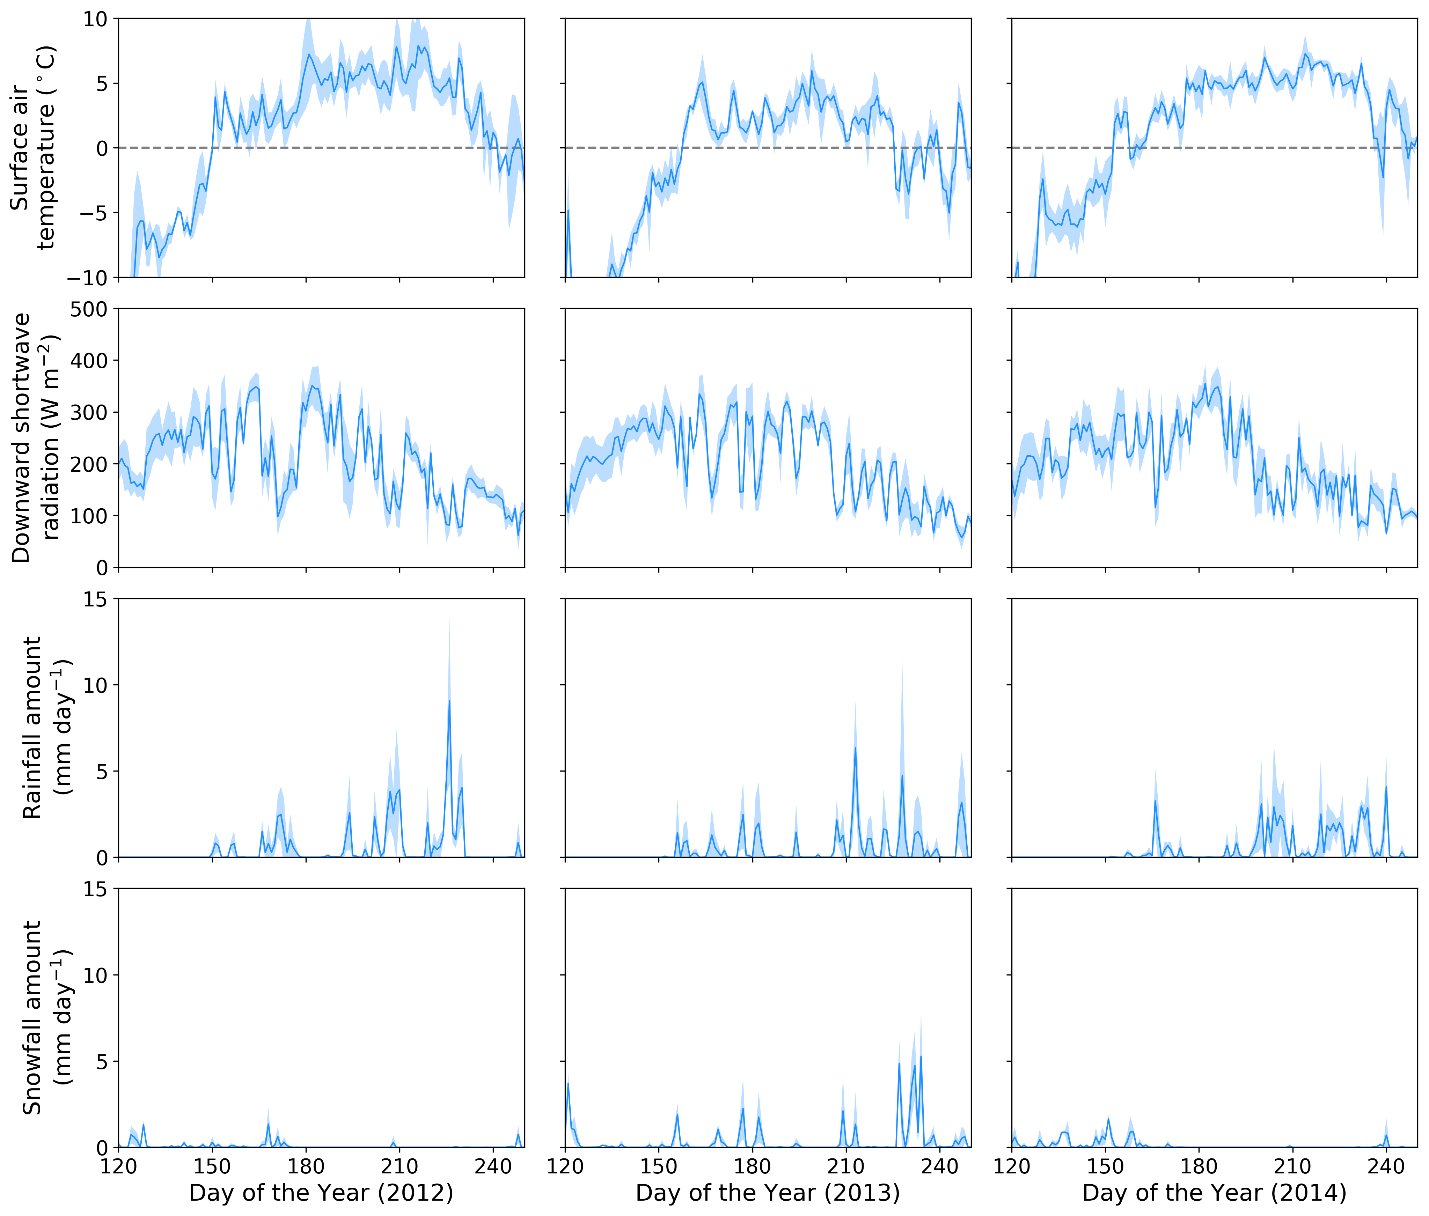 Surface air
temperature (°C)
10
5
0
−5
−10
Downward shortwave
radiation (W m−2)
500
400
300
200
100
0
Rainfall amount
(mm day−1)
15
10
5
0
Snowfall amount
(mm day−1)
15
10
5
0
120 150 180 210 240
120 150 180 210 240
120 150 180 210 240
Day of the Year (2012)
Day of the Year (2013)
Day of the Year (2014)